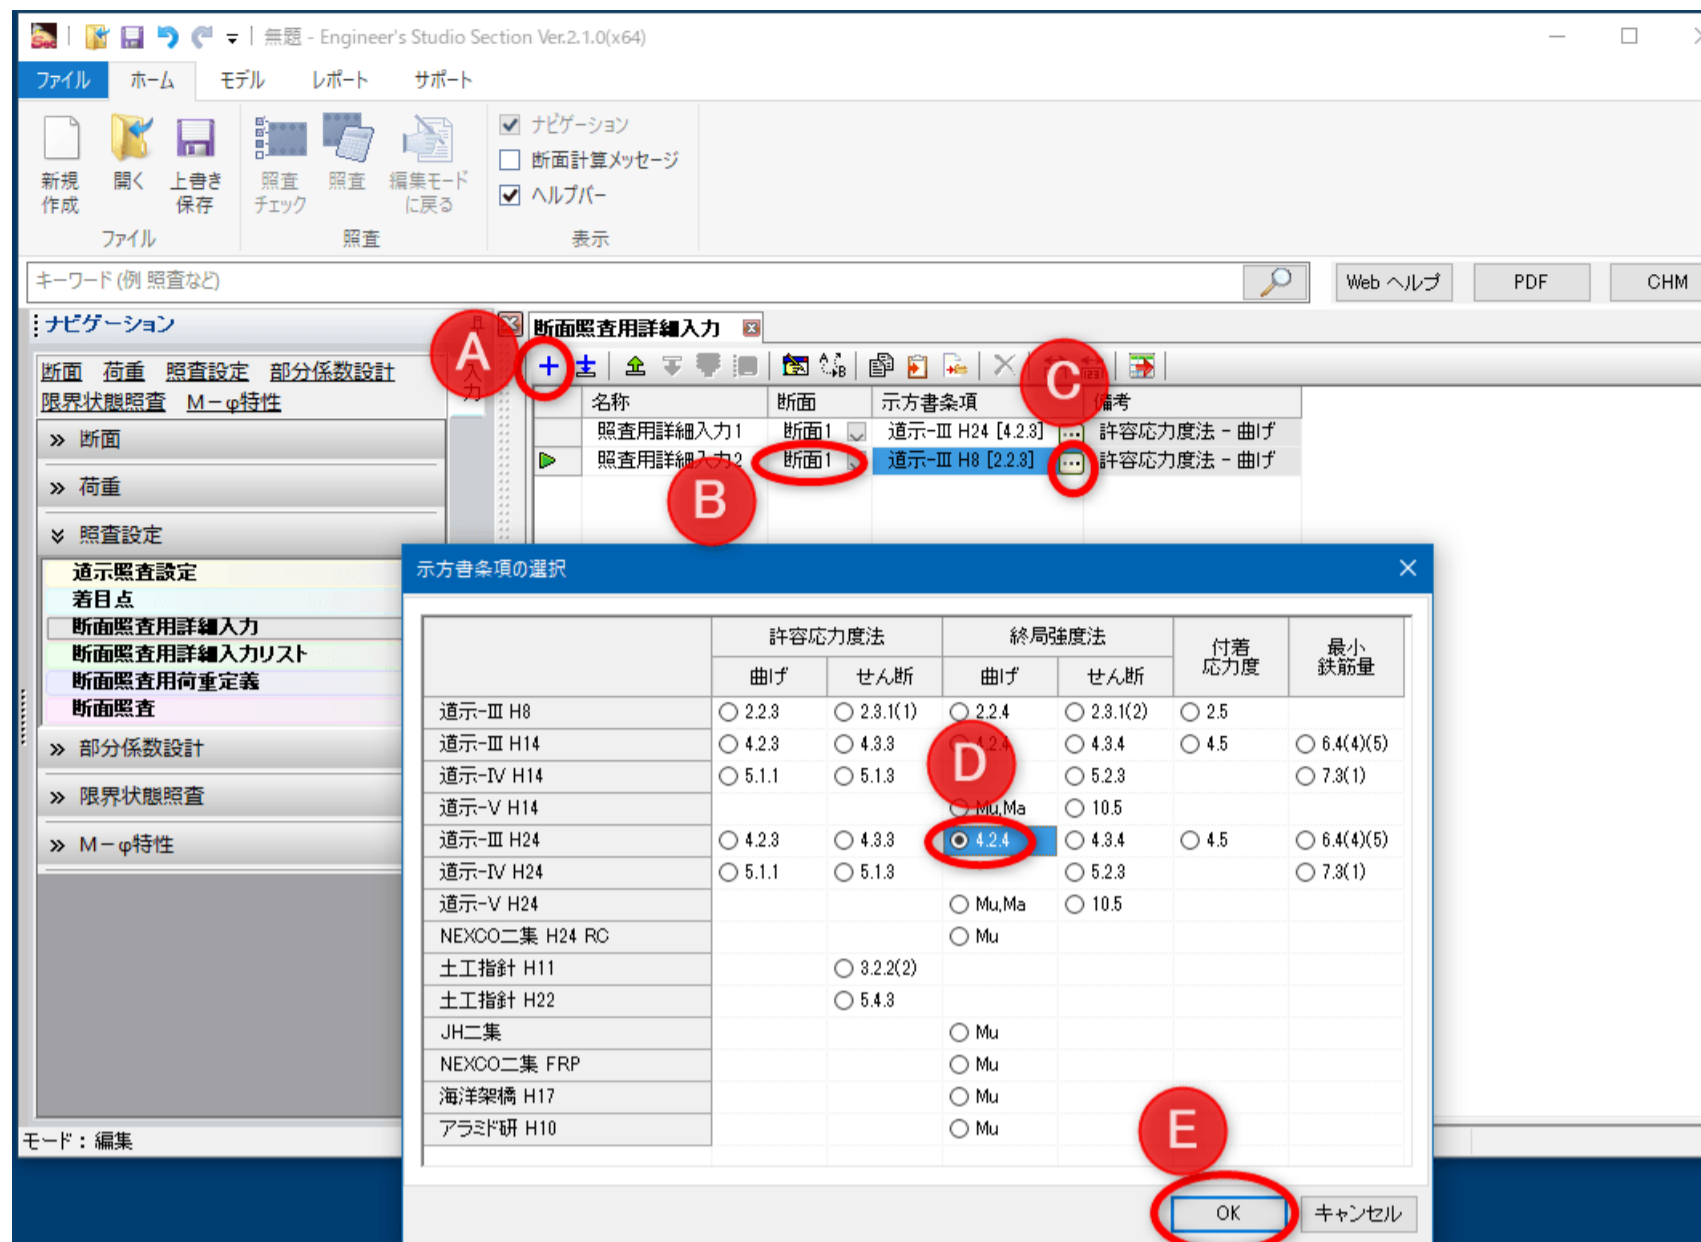 無題 - Engineer's Studio Section Ver.2.1.0(x64)
ファイル ホーム モデル レポート サポート
新規作成 開く 上書き保存 照査チェック 照査 編集モードに戻る
ナビゲーション
断面計算メッセージ
ヘルプバー
ファイル 照査 表示
キーワード (例 照査など) Web ヘルプ PDF CHM
ナビゲーション
断面 荷重 照査設定 部分係数設計
限界状態照査 M-φ特性
断面
荷重
照査設定
道示照査設定
着目点
断面照査用詳細入力
断面照査用詳細入力リスト
断面照査用荷重定義
断面照査
部分係数設計
限界状態照査
M-φ特性
入力
断面照査用詳細入力
A
B
C
名称 断面 示方書条項 備考
照査用詳細入力1 断面1 道示-Ⅲ H24 [4.2.3] ... 許容応力度法 - 曲げ
照査用詳細入力2 断面1 道示-Ⅲ H8 [2.2.3] ... 許容応力度法 - 曲げ
示方書条項の選択
許容応力度法 終局強度法 付着応力度 最小鉄筋量
曲げ せん断 曲げ せん断
道示-Ⅲ H8 2.2.3 2.3.1(1) 2.2.4 2.3.1(2) 2.5
道示-Ⅲ H14 4.2.3 4.3.3 4.2.4 4.3.4 4.5 6.4(4)(5)
D
道示-Ⅳ H14 5.1.1 5.1.3 5.2.3 7.3(1)
道示-Ⅴ H14 Mu,Ma 10.5
道示-Ⅲ H24 4.2.3 4.3.3 4.2.4 4.3.4 4.5 6.4(4)(5)
道示-Ⅳ H24 5.1.1 5.1.3 5.2.3 7.3(1)
道示-Ⅴ H24 Mu,Ma 10.5
NEXCO二集 H24 RC Mu
土工指針 H11 3.2.2(2)
土工指針 H22 5.4.3
JH二集 Mu
NEXCO二集 FRP Mu
海洋架橋 H17 Mu
アラミド研 H10 Mu
E
OK キャンセル
モード：編集